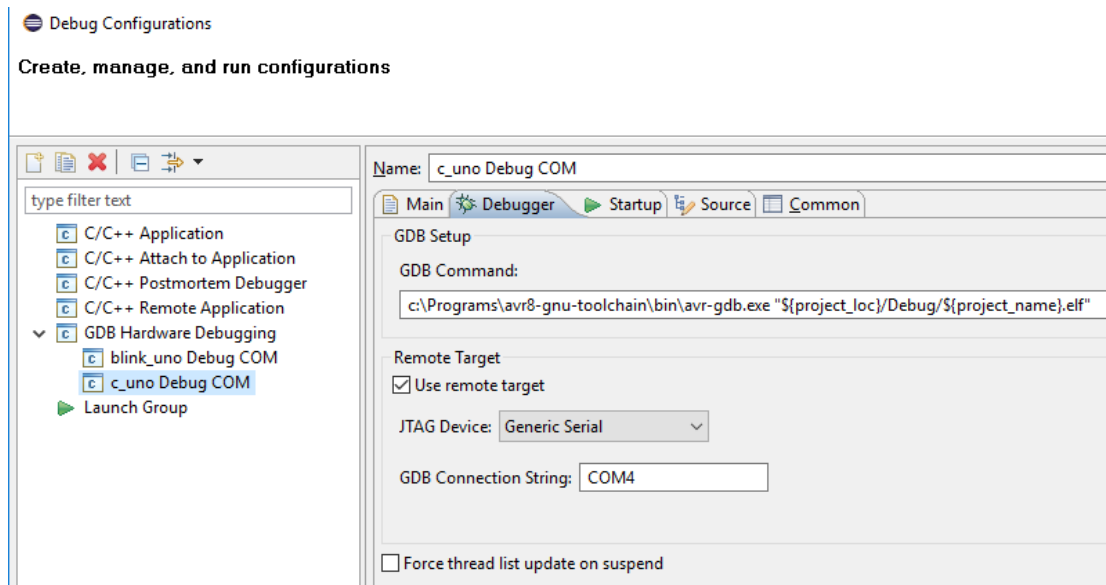 Debug Configurations
Create, manage, and run configurations
type filter text
C/C++ Application
C/C++ Attach to Application
C/C++ Postmortem Debugger
C/C++ Remote Application
GDB Hardware Debugging
blink_uno Debug COM
c_uno Debug COM
Launch Group
Name: c_uno Debug COM
Main Debugger Startup Source Common
GDB Setup
GDB Command:
c:\Programs\avr8-gnu-toolchain\bin\avr-gdb.exe "${project_loc}/Debug/${project_name}.elf"
Remote Target
Use remote target
JTAG Device: Generic Serial
GDB Connection String: COM4
Force thread list update on suspend